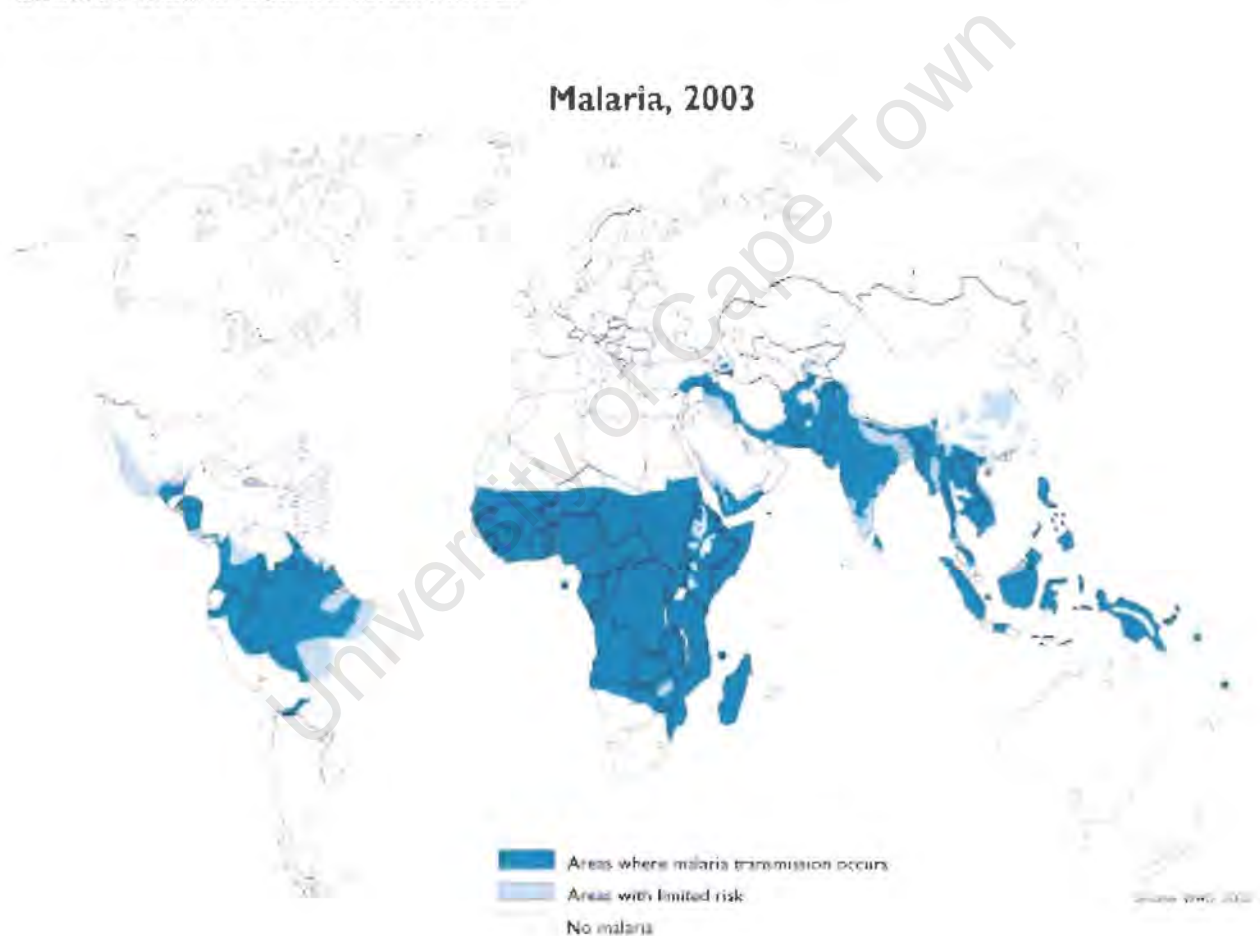 Malaria, 2003
University of Cape Town
Areas where malaria transmission occurs
Areas with limited risk
No malaria